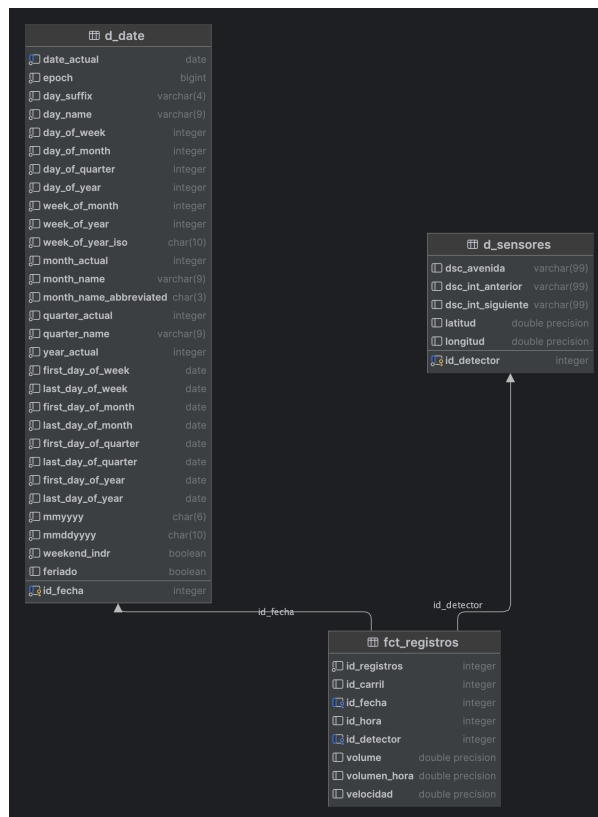 d_date
date_actual date
epoch bigint
day_suffix varchar(4)
day_name varchar(9)
day_of_week integer
day_of_month integer
day_of_quarter integer
day_of_year integer
week_of_month integer
week_of_year integer
week_of_year_iso char(10)
month_actual integer
month_name varchar(9)
month_name_abbreviated char(3)
quarter_actual integer
quarter_name varchar(9)
year_actual integer
first_day_of_week date
last_day_of_week date
first_day_of_month date
last_day_of_month date
first_day_of_quarter date
last_day_of_quarter date
first_day_of_year date
last_day_of_year date
mmyyyy char(6)
mmddyyyy char(10)
weekend_indr boolean
feriado boolean
id_fecha integer
d_sensores
dsc_avenida varchar(99)
dsc_int_anterior varchar(99)
dsc_int_siguiente varchar(99)
latitud double precision
longitud double precision
id_detector integer
id_fecha
id_detector
fct_registros
id_registros integer
id_carril integer
id_fecha integer
id_hora integer
id_detector integer
volume double precision
volumen_hora double precision
velocidad double precision